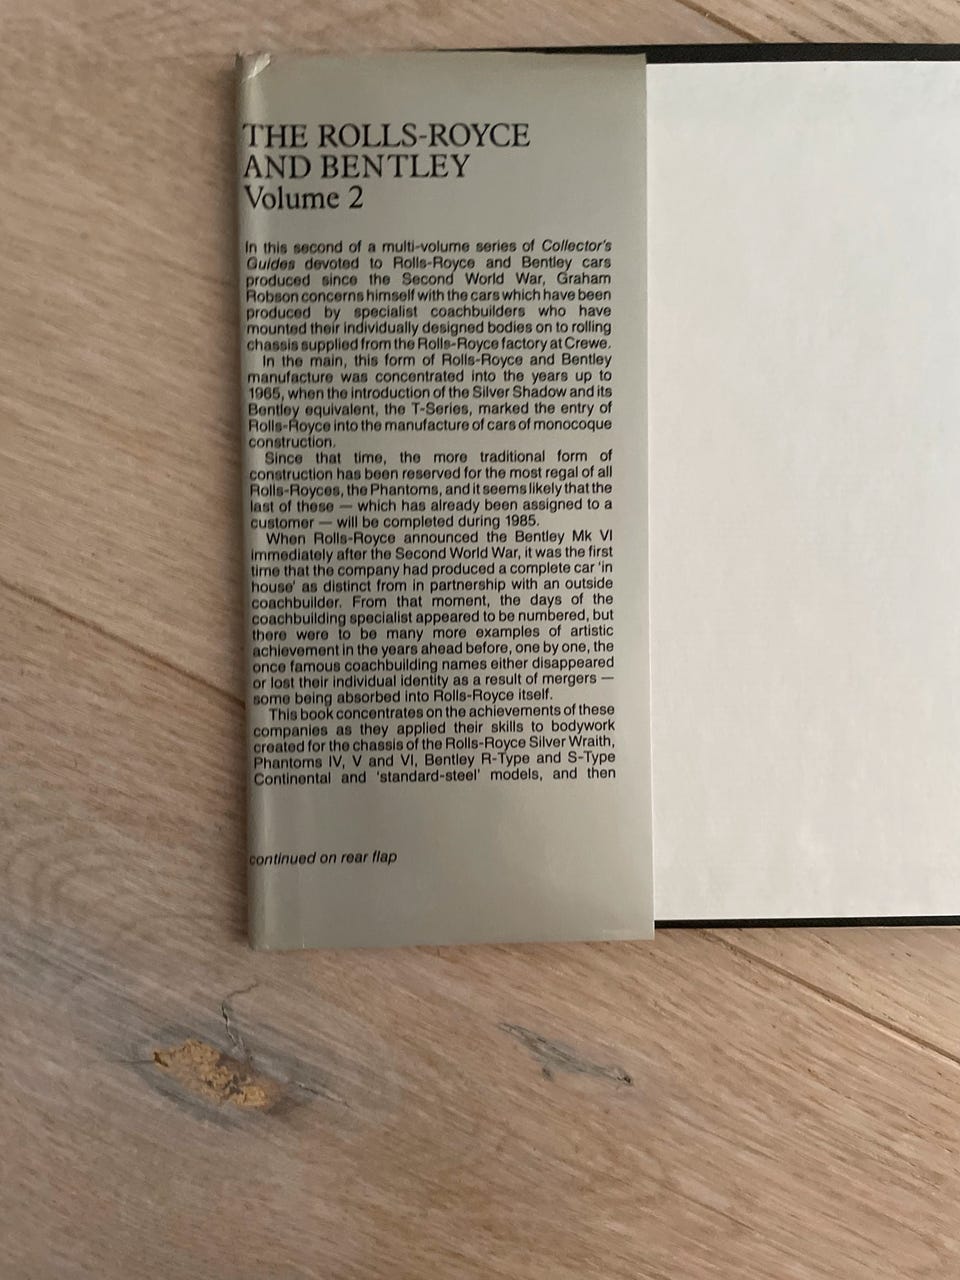 THE ROLLS-ROYCE
AND BENTLEY
Volume 2
In this second of a multi-volume series of Collector's
Guides devoted to Rolls-Royce and Bentley cars
produced since the Second World War, Graham
Robson concerns himself with the cars which have been
produced by specialist coachbuilders who have
mounted their individually designed bodies on to rolling
chassis supplied from the Rolls-Royce factory at Crewe.
In the main, this form of Rolls-Royce and Bentley
manufacture was concentrated into the years up to
1965, when the introduction of the Silver Shadow and its
Bentley equivalent, the T-Series, marked the entry of
Rolls-Royce into the manufacture of cars of monocoque
construction.
Since that time, the more traditional form of
construction has been reserved for the most regal of all
Rolls-Royces, the Phantoms, and it seems likely that the
last of these — which has already been assigned to a
customer — will be completed during 1985.
When Rolls-Royce announced the Bentley Mk VI
immediately after the Second World War, it was the first
time that the company had produced a complete car 'in
house' as distinct from in partnership with an outside
coachbuilder. From that moment, the days of the
coachbuilding specialist appeared to be numbered, but
there were to be many more examples of artistic
achievement in the years ahead before, one by one, the
once famous coachbuilding names either disappeared
or lost their individual identity as a result of mergers —
some being absorbed into Rolls-Royce itself.
This book concentrates on the achievements of these
companies as they applied their skills to bodywork
created for the chassis of the Rolls-Royce Silver Wraith,
Phantoms IV, V and VI, Bentley R-Type and S-Type
Continental and 'standard-steel' models, and then
continued on rear flap